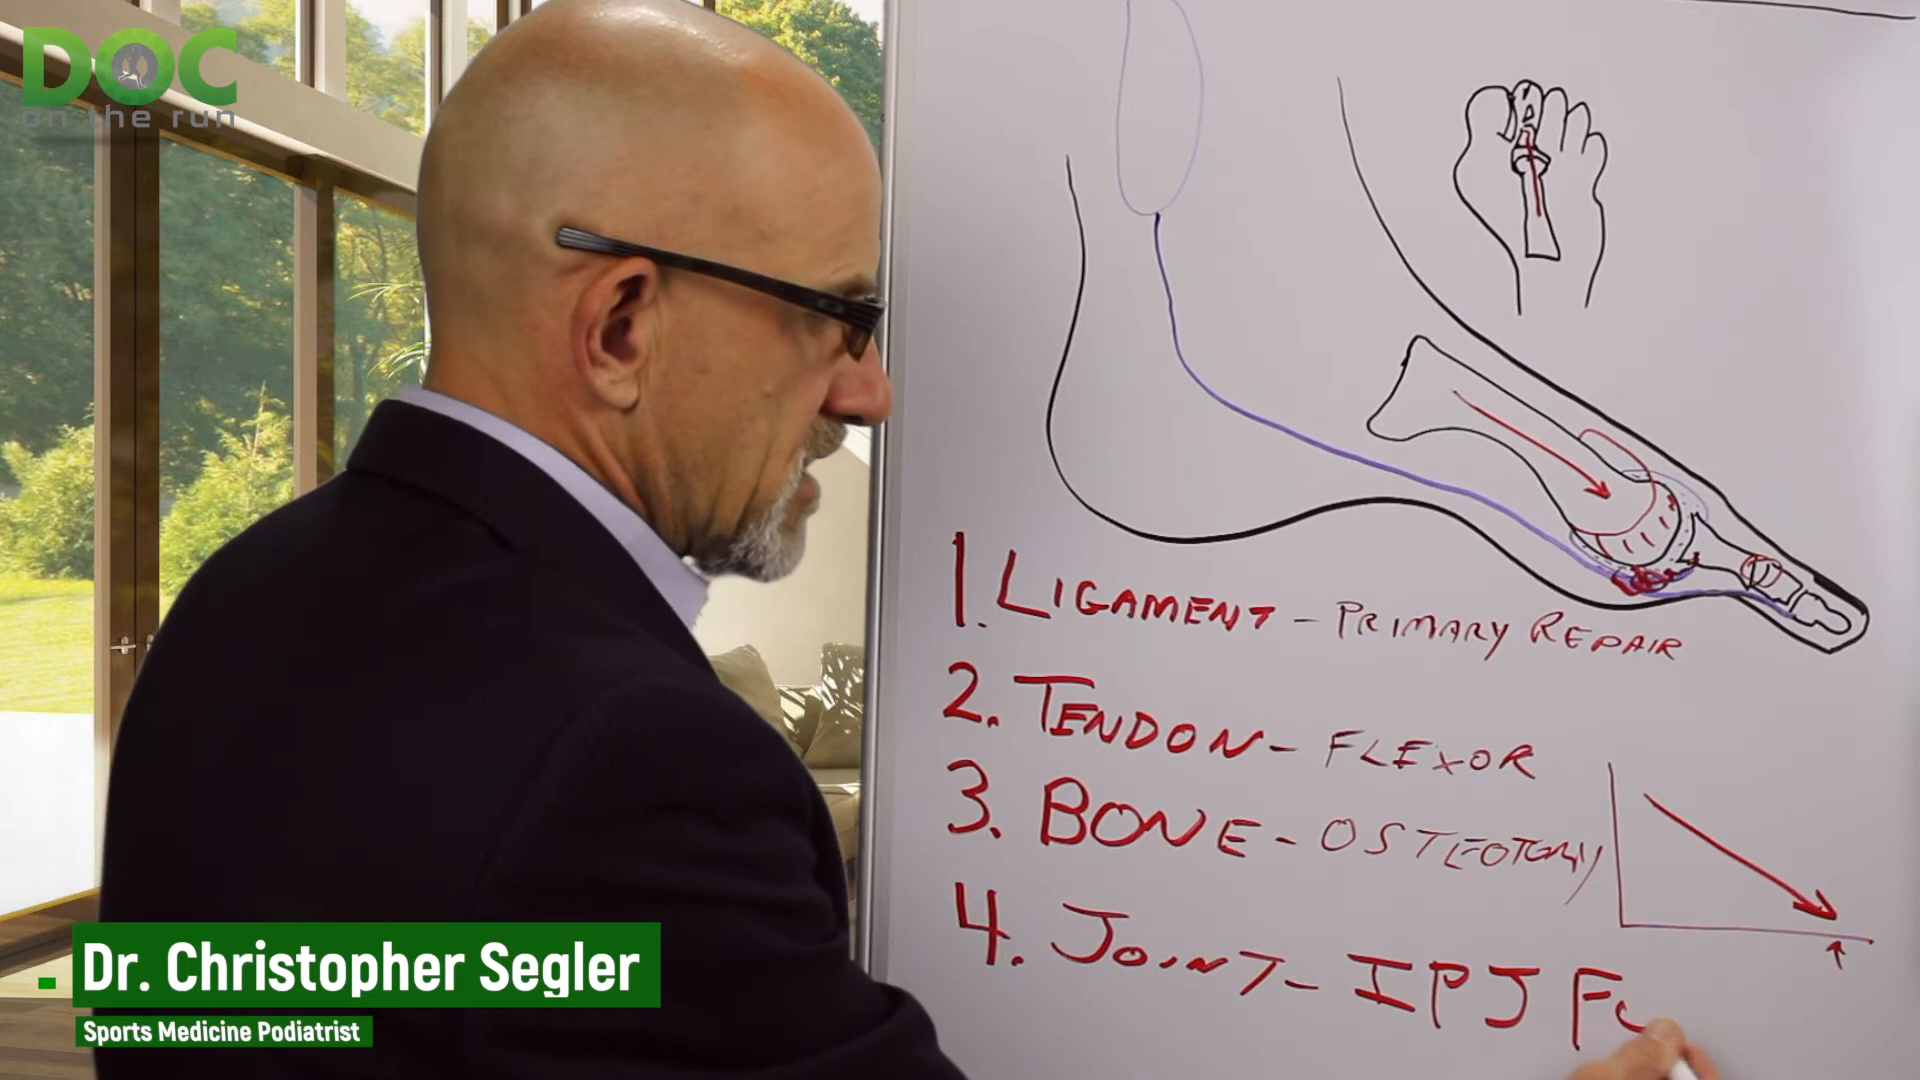 DOC
on the run
1. LIGAMENT - PRIMARY REPAIR
2. TENDON - FLEXOR
3. BONE - OSTEOTOMY
4. JOINT - IPJ FU
Dr. Christopher Segler
Sports Medicine Podiatrist